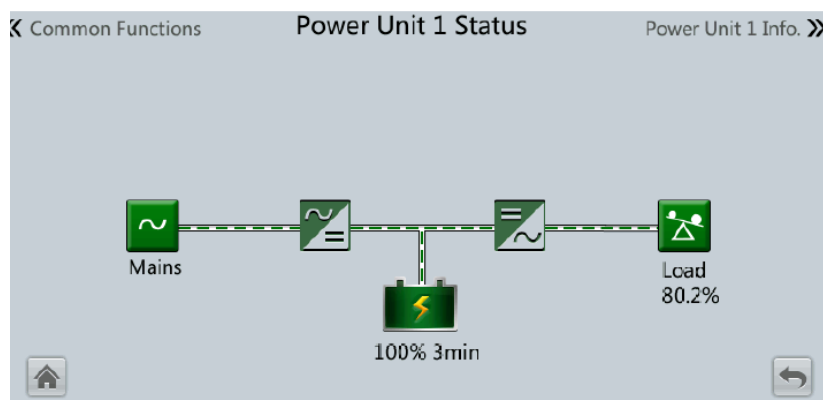 Common Functions
Power Unit 1 Status
Power Unit 1 Info.
Mains
Load
80.2%
100% 3min